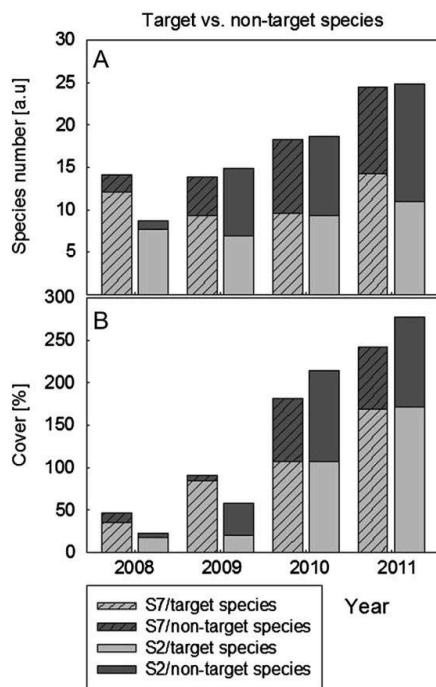 Target vs. non-target species
A
Species number [a.u]
30
25
20
15
10
5
B
Cover [%]
300
250
200
150
100
50
0
2008 2009 2010 2011
Year
S7/target species
S7/non-target species
S2/target species
S2/non-target species